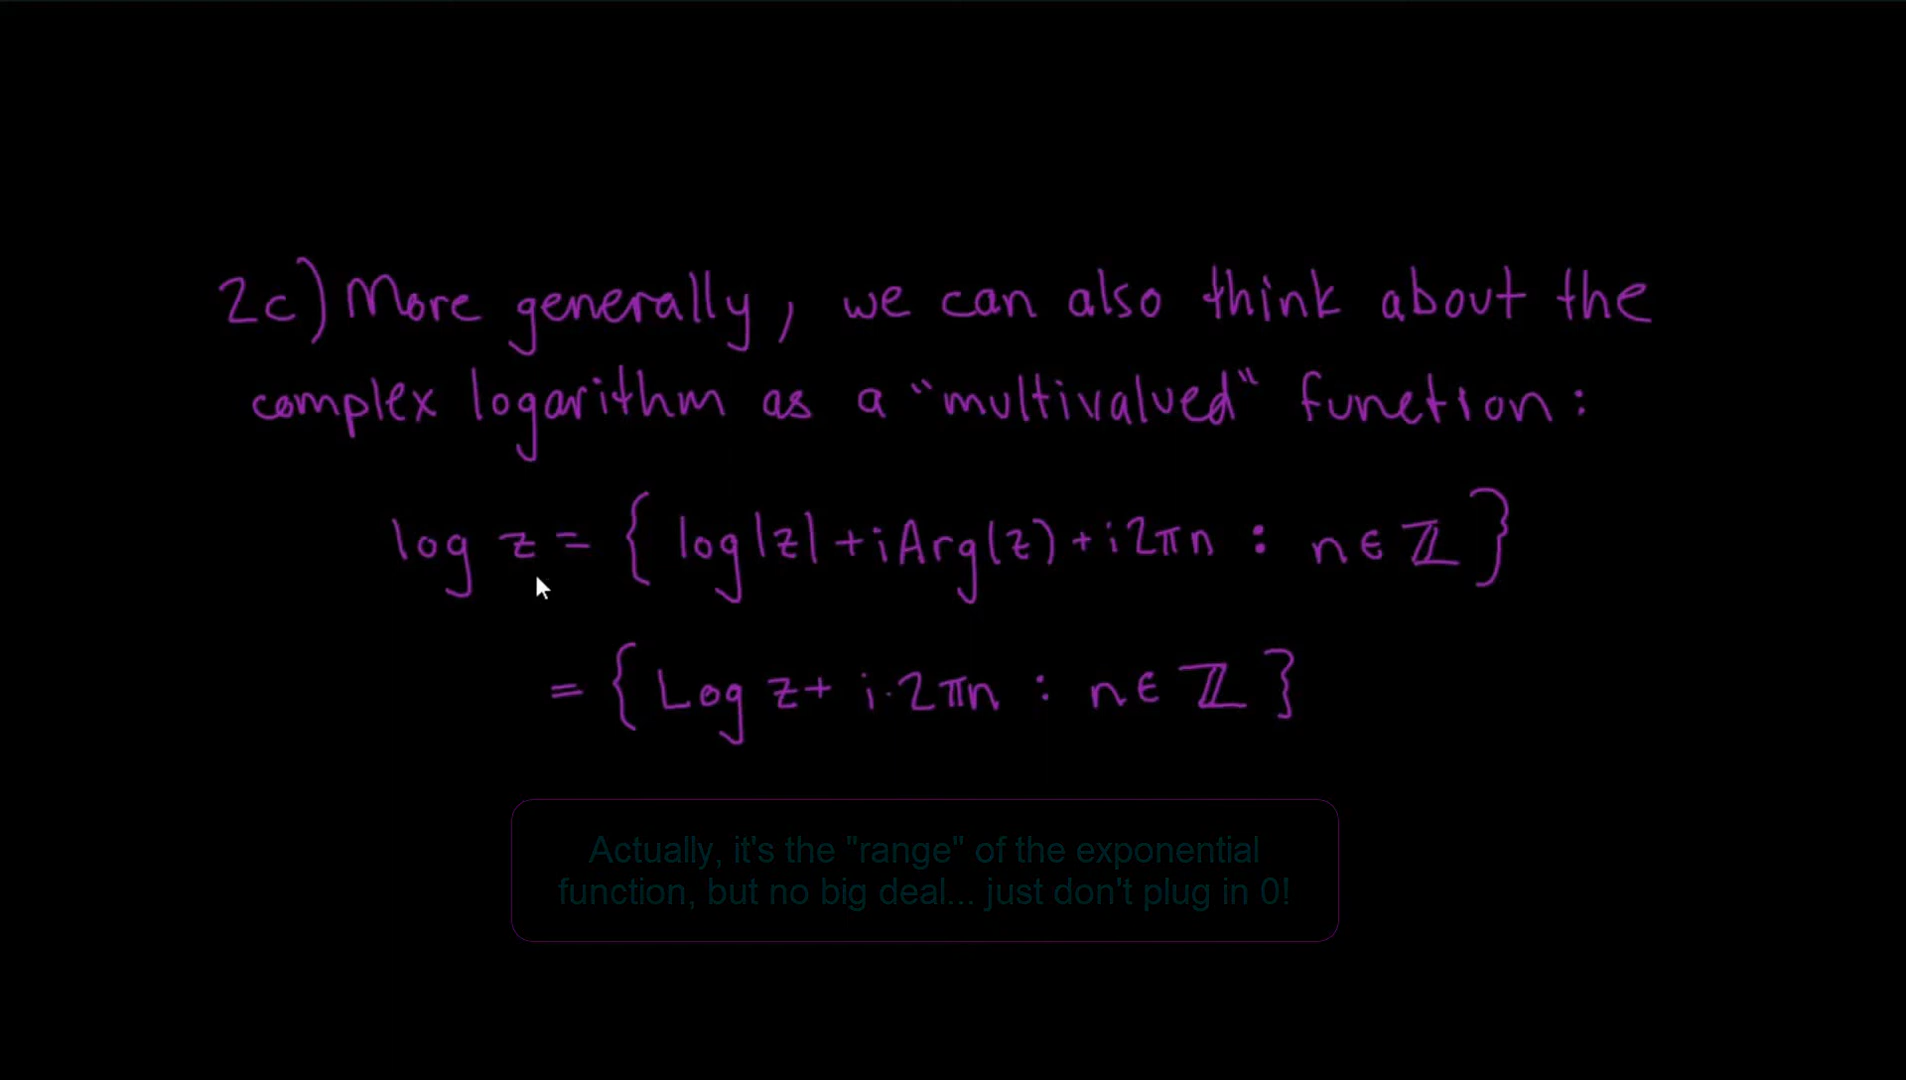 2c) More generally, we can also think about the
complex logarithm as a "multivalued" function:
log z = { log|z| + i Arg(z) + i2πn : n ∈ ℤ }
= { Log z + i·2πn : n ∈ ℤ }
Actually, it's the "range" of the exponential
function, but no big deal... just don't plug in 0!